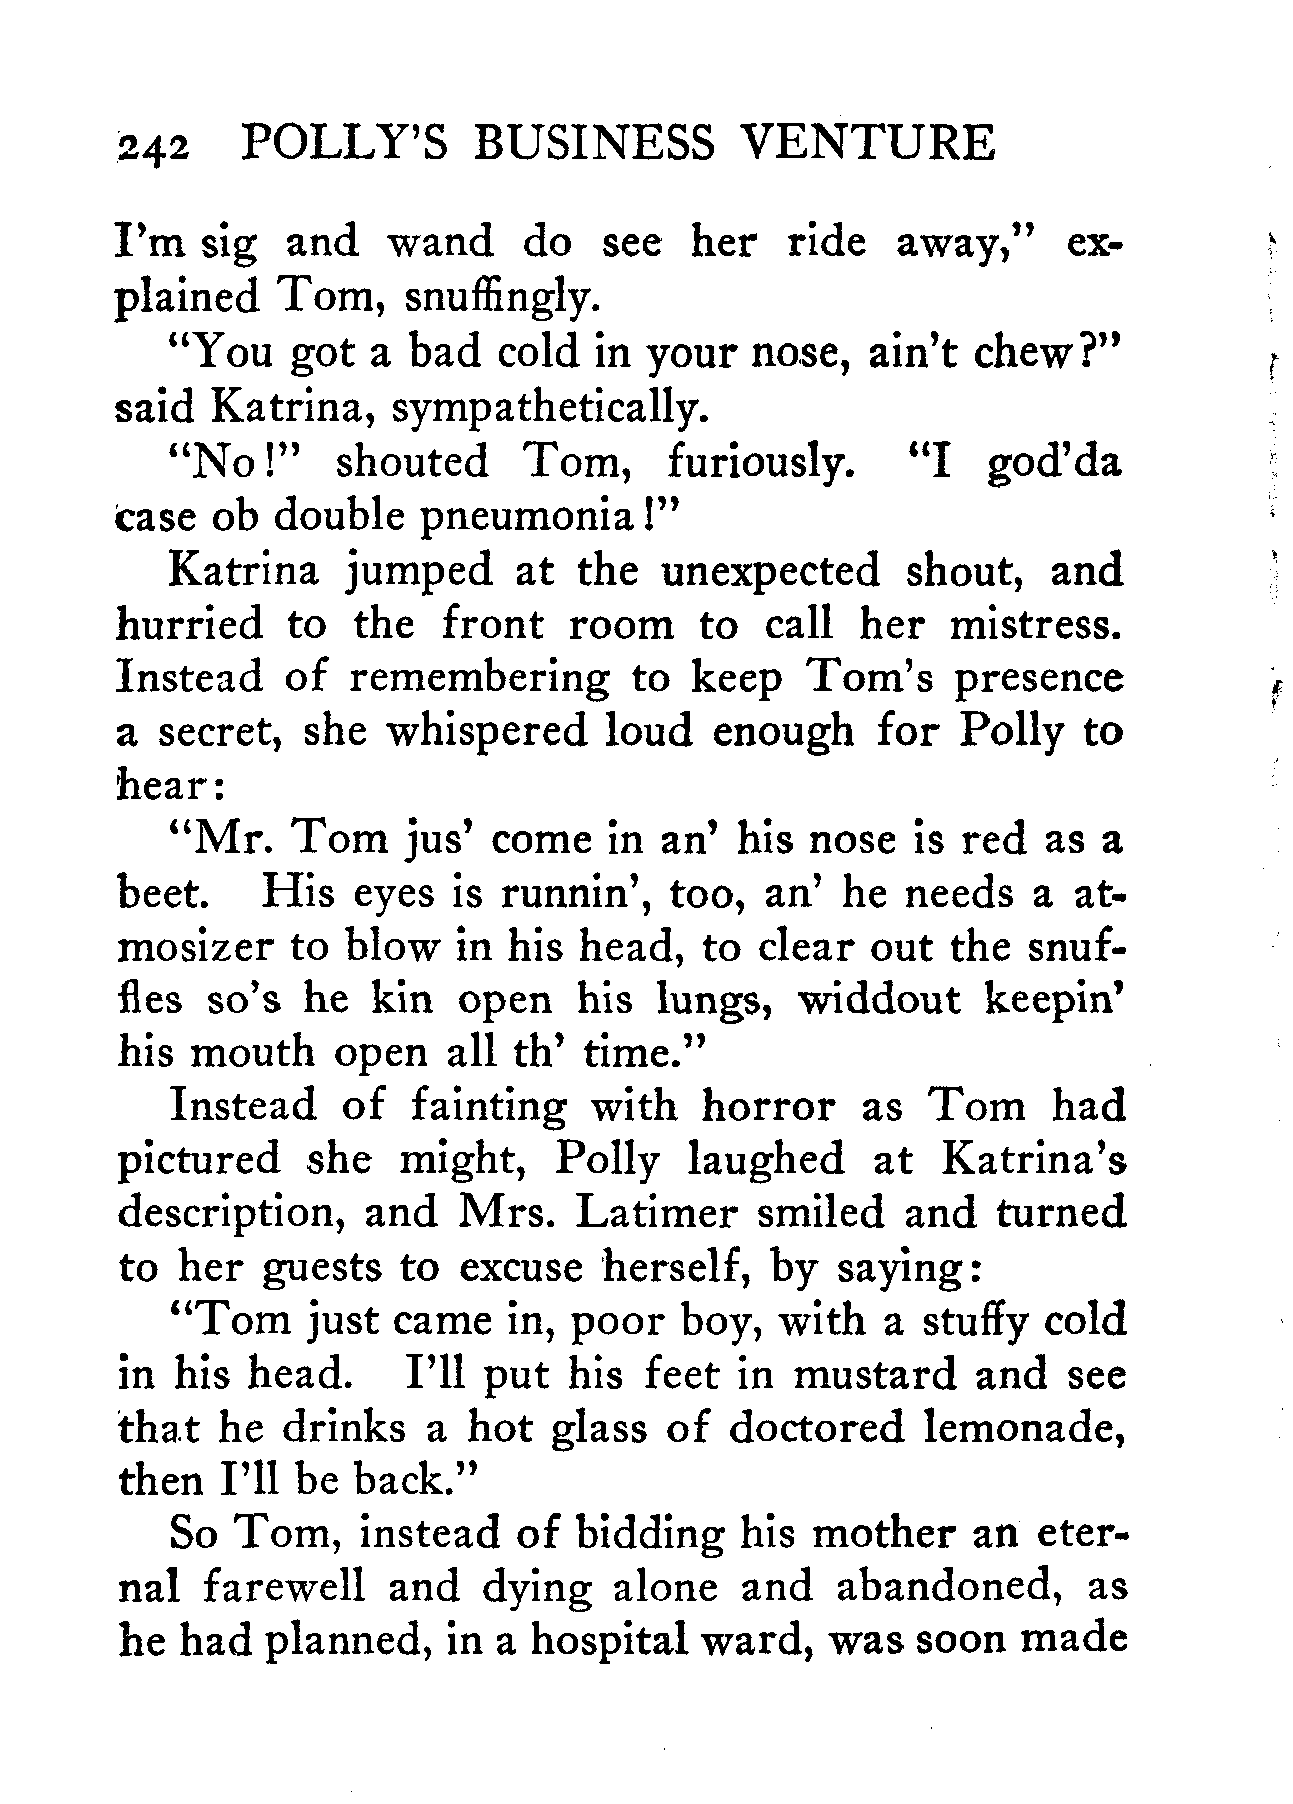 242 POLLY'S BUSINESS VENTURE
I'm sig and wand do see her ride away," ex-
plained Tom, snuffingly.
"You got a bad cold in your nose, ain't chew?"
said Katrina, sympathetically.
"No!" shouted Tom, furiously. "I god'da
case ob double pneumonia!"
Katrina jumped at the unexpected shout, and
hurried to the front room to call her mistress.
Instead of remembering to keep Tom's presence
a secret, she whispered loud enough for Polly to
hear:
"Mr. Tom jus' come in an' his nose is red as a
beet. His eyes is runnin', too, an' he needs a at-
mosizer to blow in his head, to clear out the snuf-
fles so's he kin open his lungs, widdout keepin'
his mouth open all th' time."
Instead of fainting with horror as Tom had
pictured she might, Polly laughed at Katrina's
description, and Mrs. Latimer smiled and turned
to her guests to excuse herself, by saying:
"Tom just came in, poor boy, with a stuffy cold
in his head. I'll put his feet in mustard and see
that he drinks a hot glass of doctored lemonade,
then I'll be back."
So Tom, instead of bidding his mother an eter-
nal farewell and dying alone and abandoned, as
he had planned, in a hospital ward, was soon made